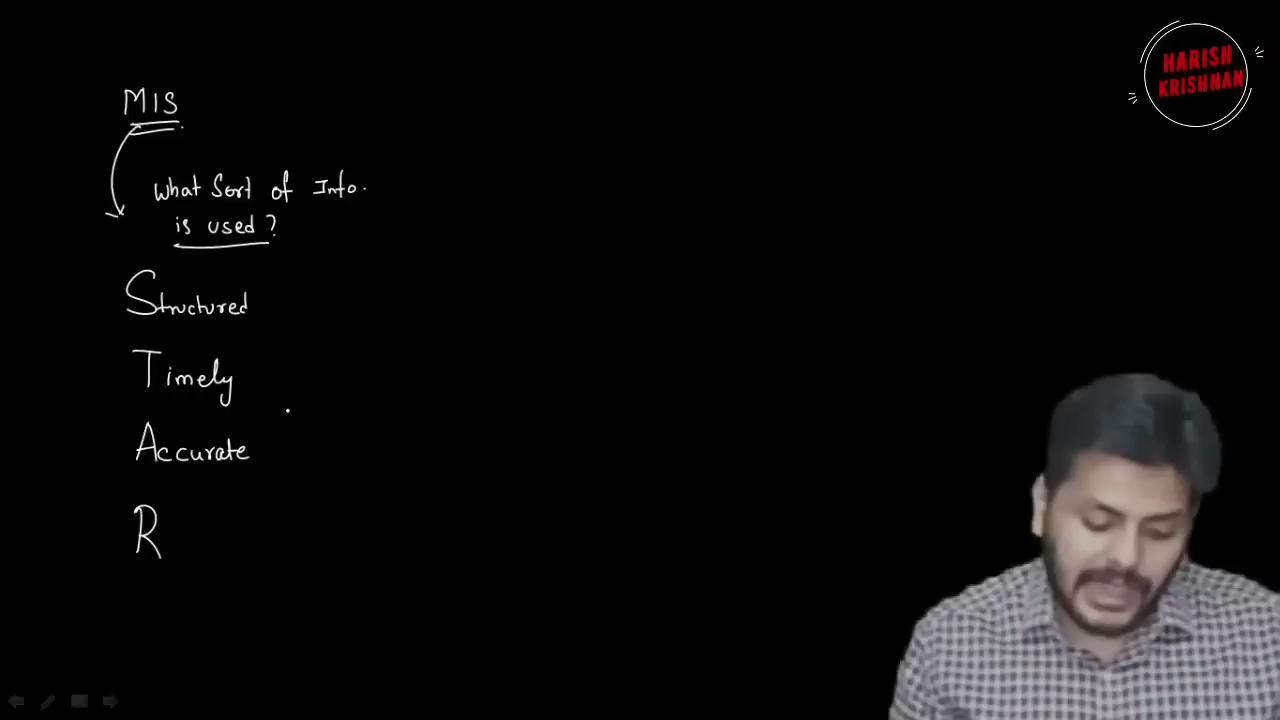 MIS
What Sort of Info.
is used?
Structured
Timely
Accurate
R
HARISH
KRISHNAN